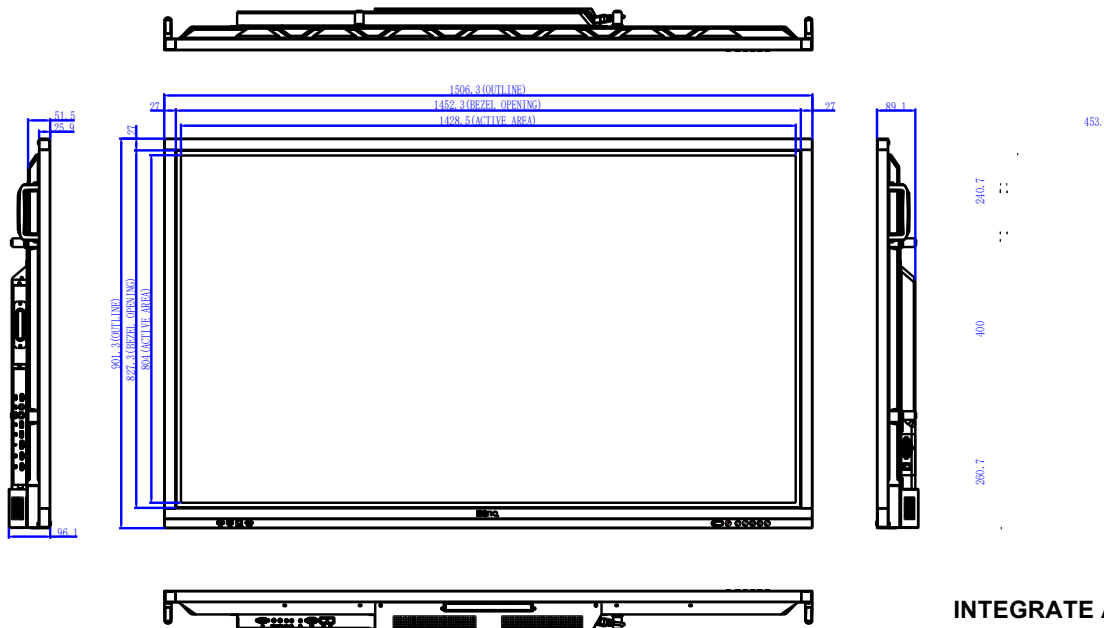 1506.3(OUTLINE)
27
1452.3(BEZEL OPENING)
27
1428.5(ACTIVE AREA)
51.5
25.9
27
89.1
453.
240.7
901.3(OUTLINE)
827.3(BEZEL OPENING)
804(ACTIVE AREA)
400
260.7
BenQ
96.1
INTEGRATE A